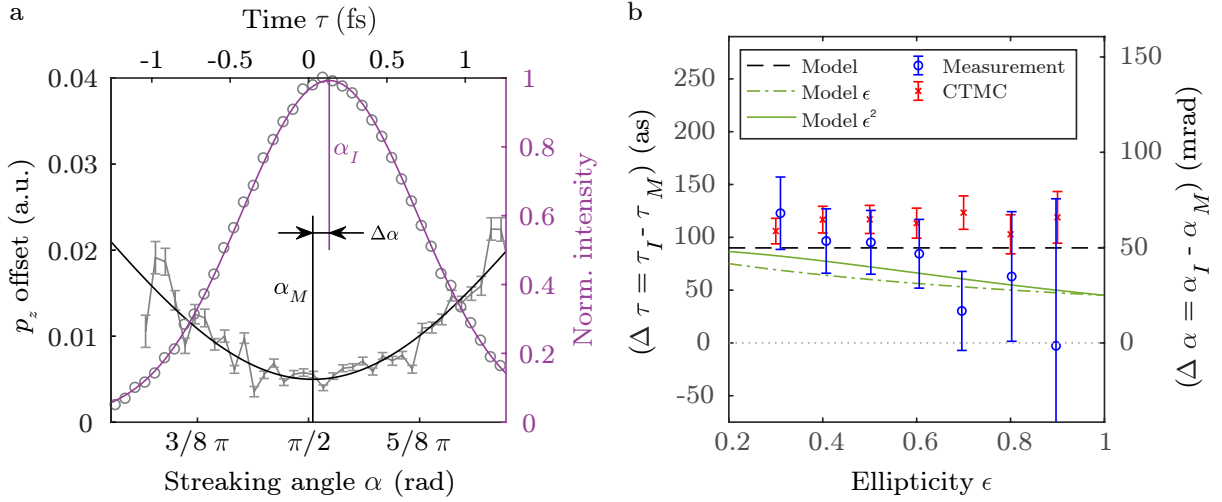 a
Time τ (fs)
-1 -0.5 0 0.5 1
0.04
0.03
0.02
0.01
0
p_z offset (a.u.)
1
0.8
0.6
0.4
0.2
0
Norm. intensity
α_I
Δα
α_M
3/8 π π/2 5/8 π
Streaking angle α (rad)
b
Model
Model ϵ
Model ϵ²
Measurement
CTMC
250
200
150
100
50
0
-50
(Δ τ = τ_I - τ_M) (as)
150
100
50
0
(Δ α = α_I - α_M) (mrad)
0.2 0.4 0.6 0.8 1
Ellipticity ϵ